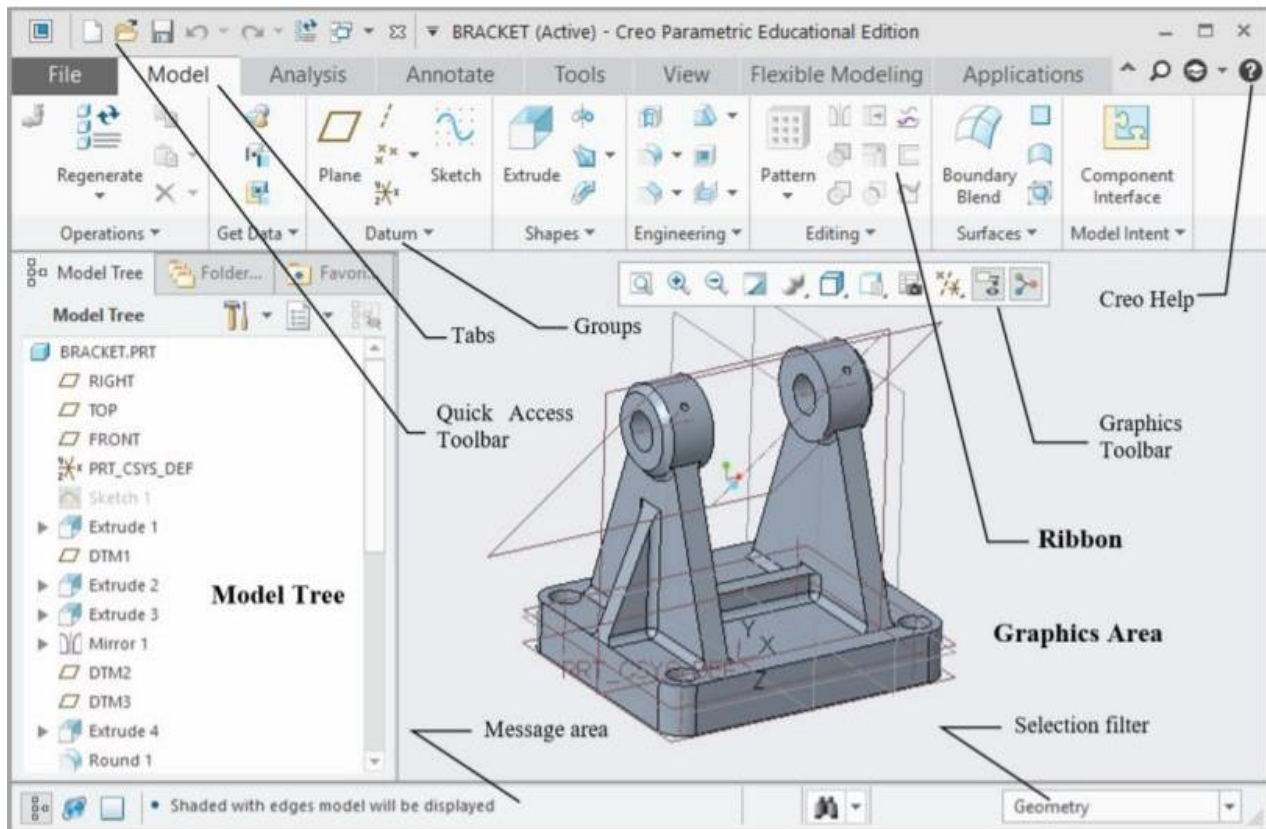 BRACKET (Active) - Creo Parametric Educational Edition
File Model Analysis Annotate Tools View Flexible Modeling Applications
Regenerate Plane Sketch Extrude Pattern Boundary Blend Component Interface
Operations Get Data Datum Shapes Engineering Editing Surfaces Model Intent
Model Tree Folder... Favori...
Model Tree
BRACKET.PRT
RIGHT
TOP
FRONT
PRT_CSYS_DEF
Sketch 1
Extrude 1
DTM1
Extrude 2
Extrude 3
Mirror 1
DTM2
DTM3
Extrude 4
Round 1
Model Tree
Tabs
Groups
Quick Access
Toolbar
Creo Help
Graphics
Toolbar
Ribbon
Graphics Area
Y
X
Z
PRT_CSYS_DEF
Message area
Selection filter
Shaded with edges model will be displayed
Geometry